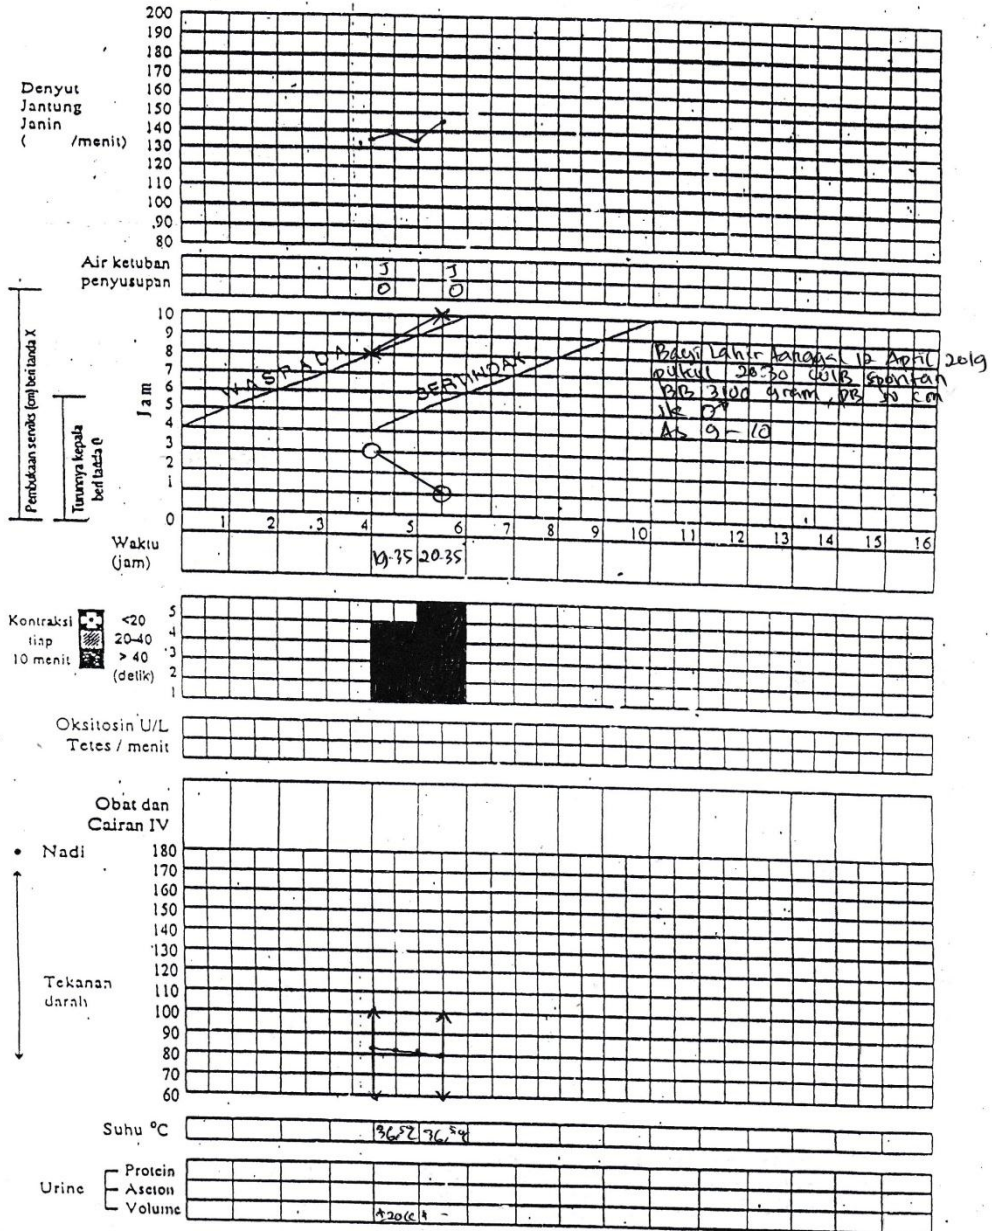 200
190
180
170
Denyut
Jantung
Janin
( /menit)
160
150
140
130
120
110
100
90
80
Air ketuban J J
penyusupan O O
Pembukaan serviks (cm) beri tanda X
Turunnya kepala
beri tanda O
Jam
10
9
8
7
6
5
4
3
2
1
0
WASPADA
BERTINDAK
Bayi Lahir tanggal 12 April 2019
pukul 20:30 WIB spontan
BB 3100 gram, PB 50 cm
JK ♂
AS 9-10
1 2 3 4 5 6 7 8 9 10 11 12 13 14 15 16
Waktu
(jam)
19.35 20.35
Kontraksi <20
tiap 20-40
10 menit > 40
(detik)
5
4
3
2
1
Oksitosin U/L
Tetes / menit
Obat dan
Cairan IV
• Nadi
180
170
160
150
140
130
120
110
100
90
80
70
60
Tekanan
darah
Suhu °C
Urine
Protein
Aseton
Volume